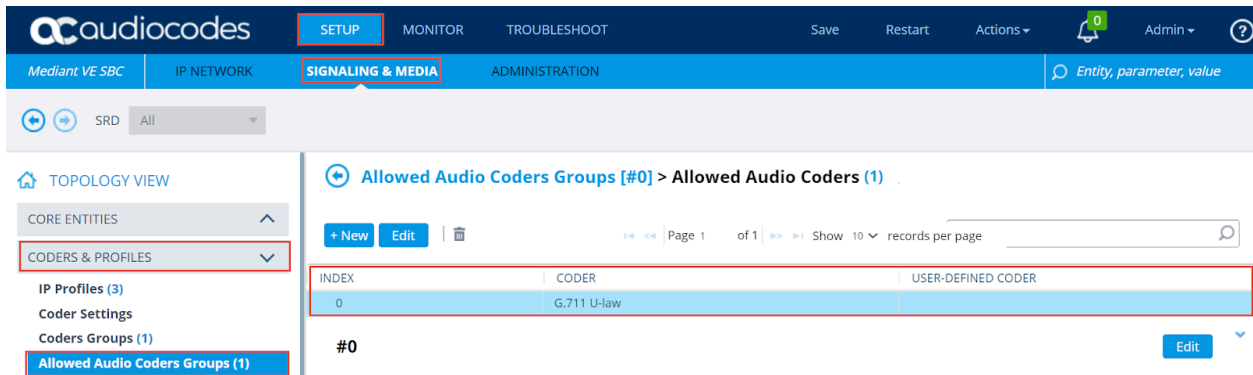 audiocodes SETUP MONITOR TROUBLESHOOT Save Restart Actions 0 Admin ?
Mediant VE SBC IP NETWORK SIGNALING & MEDIA ADMINISTRATION Entity, parameter, value
SRD All
TOPOLOGY VIEW
CORE ENTITIES
CODERS & PROFILES
IP Profiles (3)
Coder Settings
Coders Groups (1)
Allowed Audio Coders Groups (1)
Allowed Audio Coders Groups [#0] > Allowed Audio Coders (1)
+ New Edit Page 1 of 1 Show 10 records per page
INDEX CODER USER-DEFINED CODER
0 G.711 U-law
#0 Edit